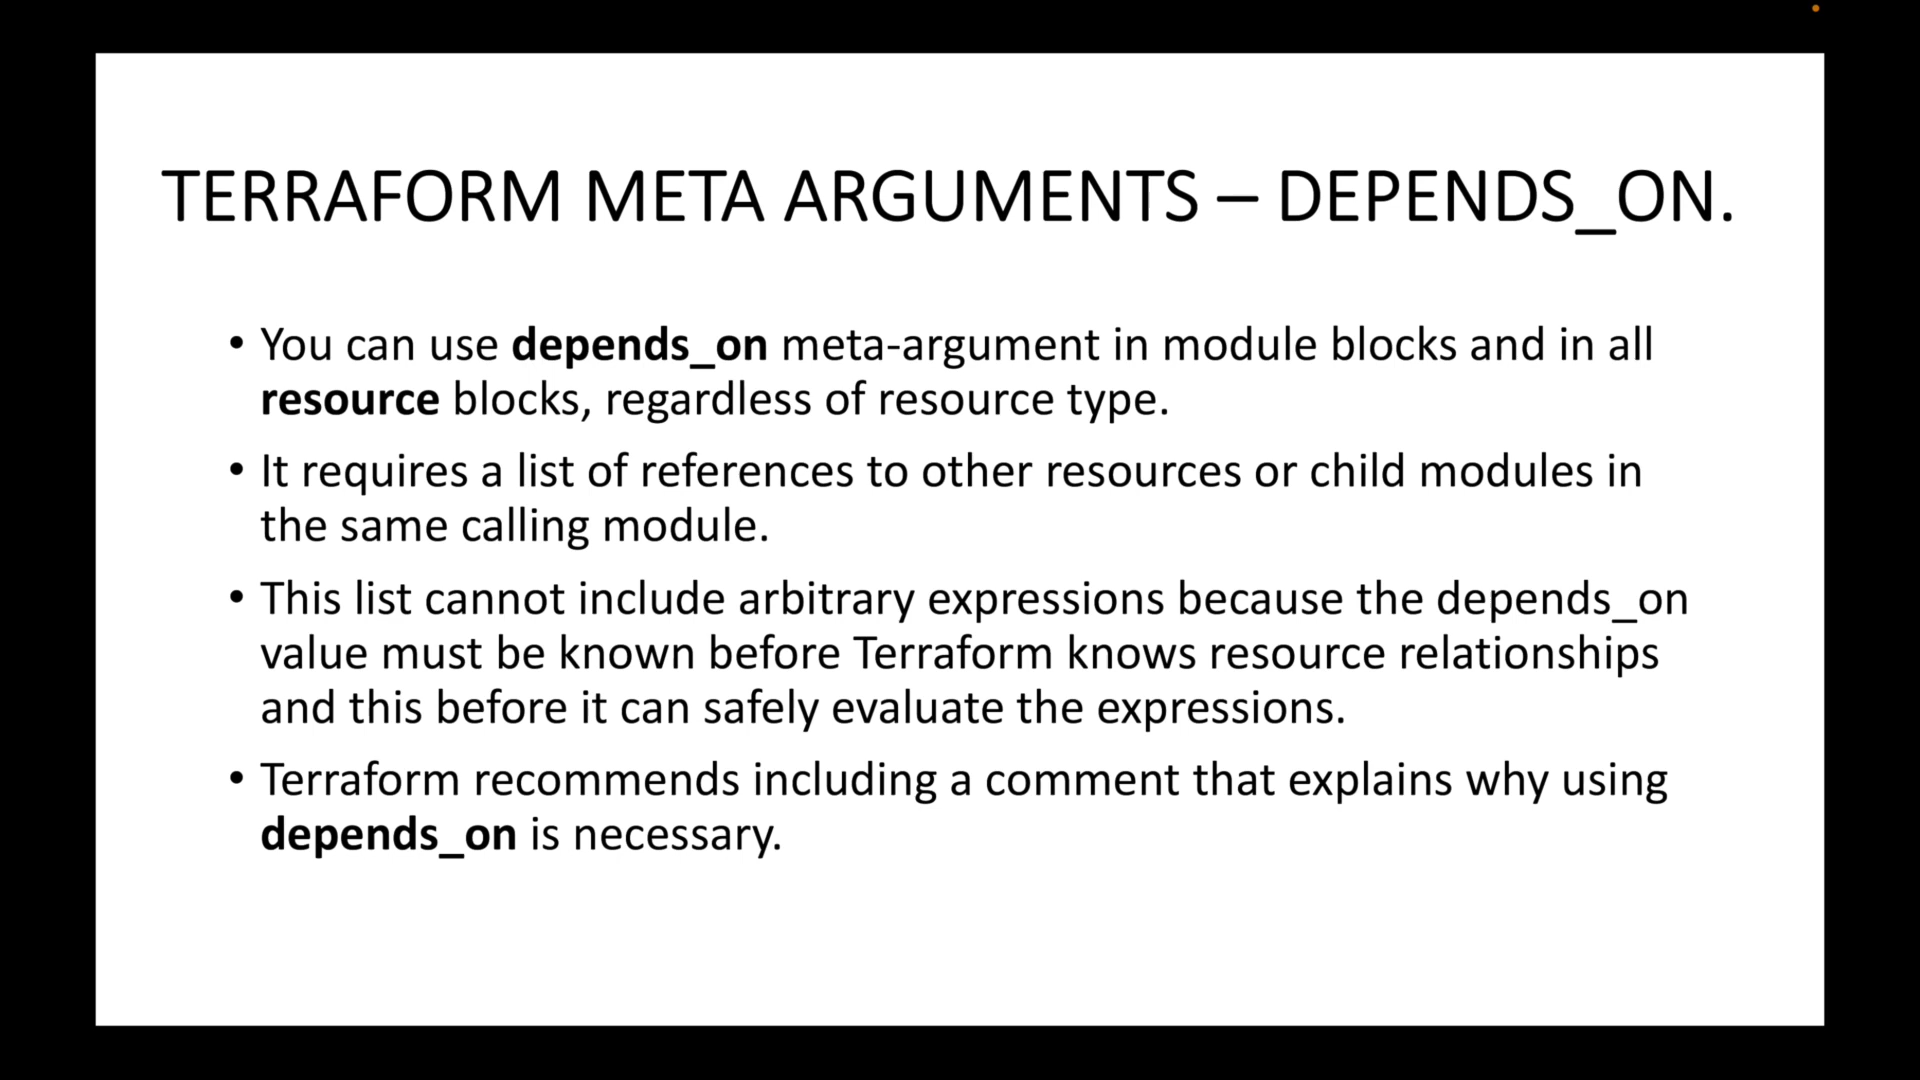 TERRAFORM META ARGUMENTS – DEPENDS_ON.
• You can use depends_on meta-argument in module blocks and in all
resource blocks, regardless of resource type.
• It requires a list of references to other resources or child modules in
the same calling module.
• This list cannot include arbitrary expressions because the depends_on
value must be known before Terraform knows resource relationships
and this before it can safely evaluate the expressions.
• Terraform recommends including a comment that explains why using
depends_on is necessary.